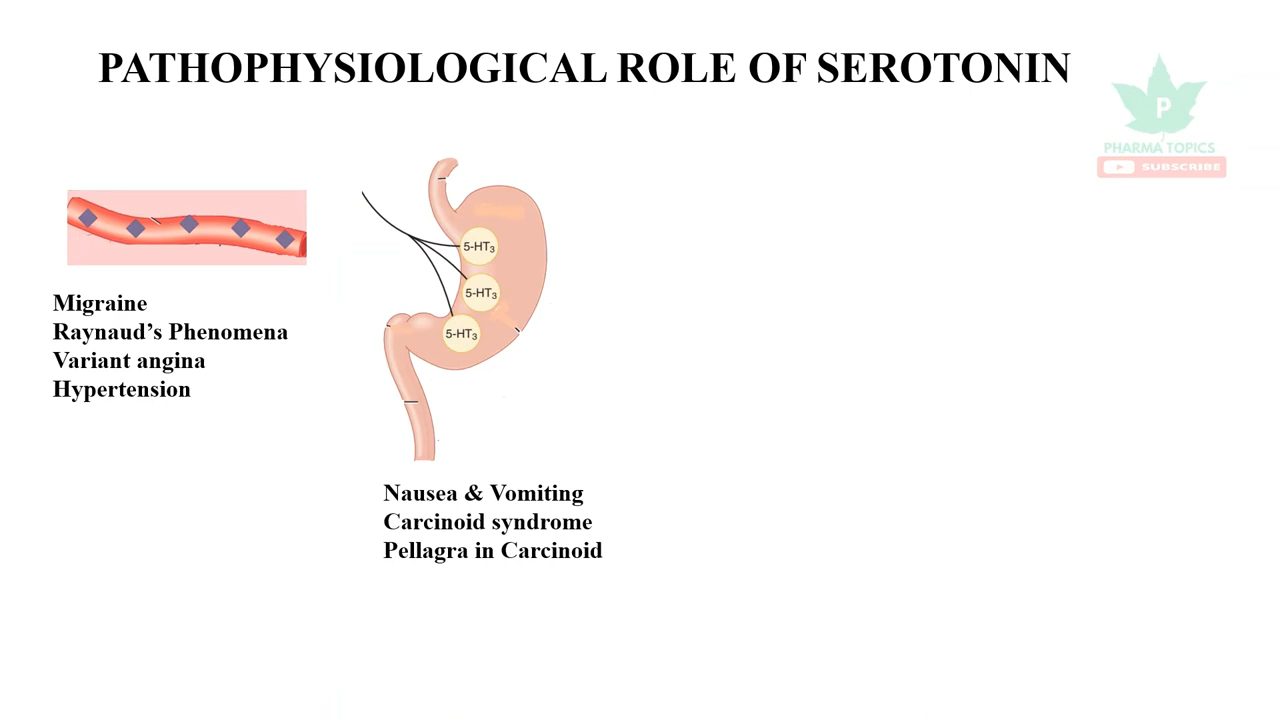 PATHOPHYSIOLOGICAL ROLE OF SEROTONIN
P
PHARMA TOPICS
SUBSCRIBE
Migraine
Raynaud’s Phenomena
Variant angina
Hypertension
5-HT₃
5-HT₃
5-HT₃
Nausea & Vomiting
Carcinoid syndrome
Pellagra in Carcinoid